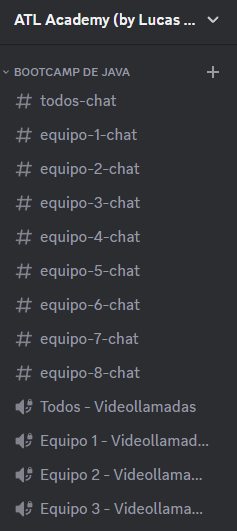 ATL Academy (by Lucas ...
BOOTCAMP DE JAVA
todos-chat
equipo-1-chat
equipo-2-chat
equipo-3-chat
equipo-4-chat
equipo-5-chat
equipo-6-chat
equipo-7-chat
equipo-8-chat
Todos - Videollamadas
Equipo 1 - Videollamad...
Equipo 2 - Videollama...
Equipo 3 - Videollama...